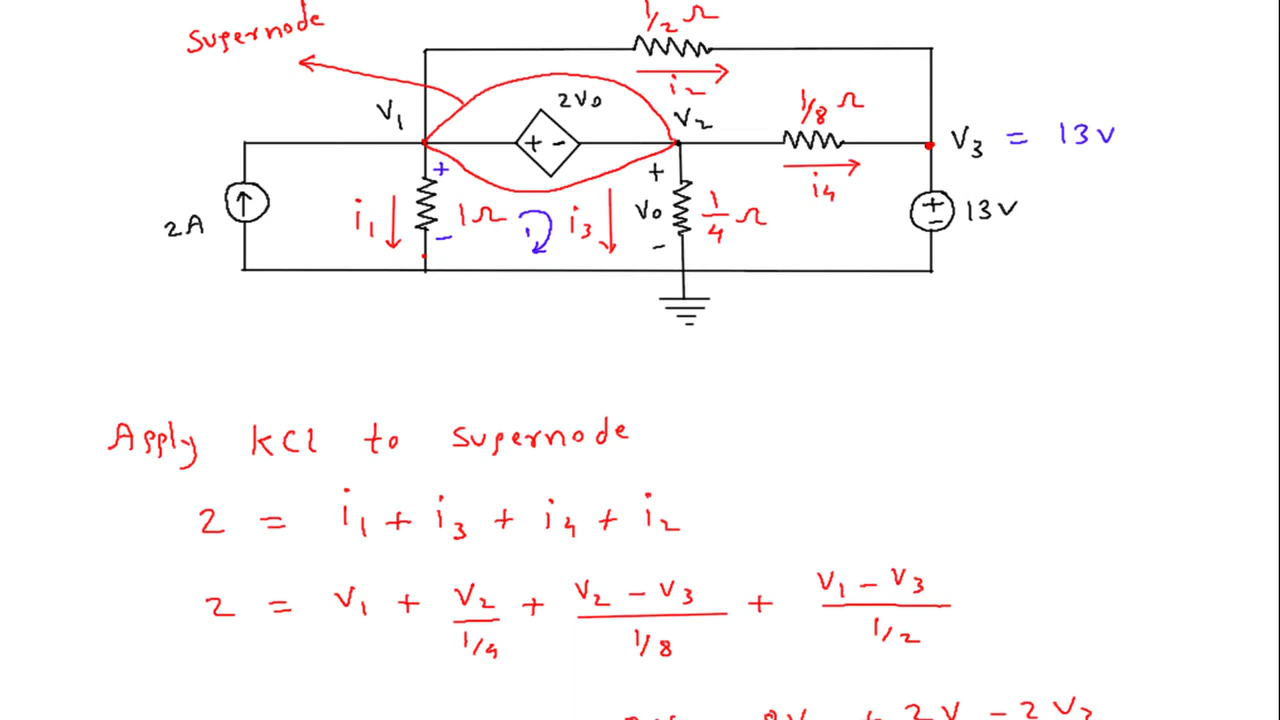 1/2 Ω
Supernode
i2
2V0
V1
V2
1/8 Ω
V3 = 13V
+ -
+
+
i4
2A
i1
1Ω
i3
V0
1/4 Ω
+
-
13V
-
-
Apply KCl to supernode
2 = i1 + i3 + i4 + i2
2 = V1 + V2/(1/4) + (V2 - V3)/(1/8) + (V1 - V3)/(1/2)
+ 2V - 2V3